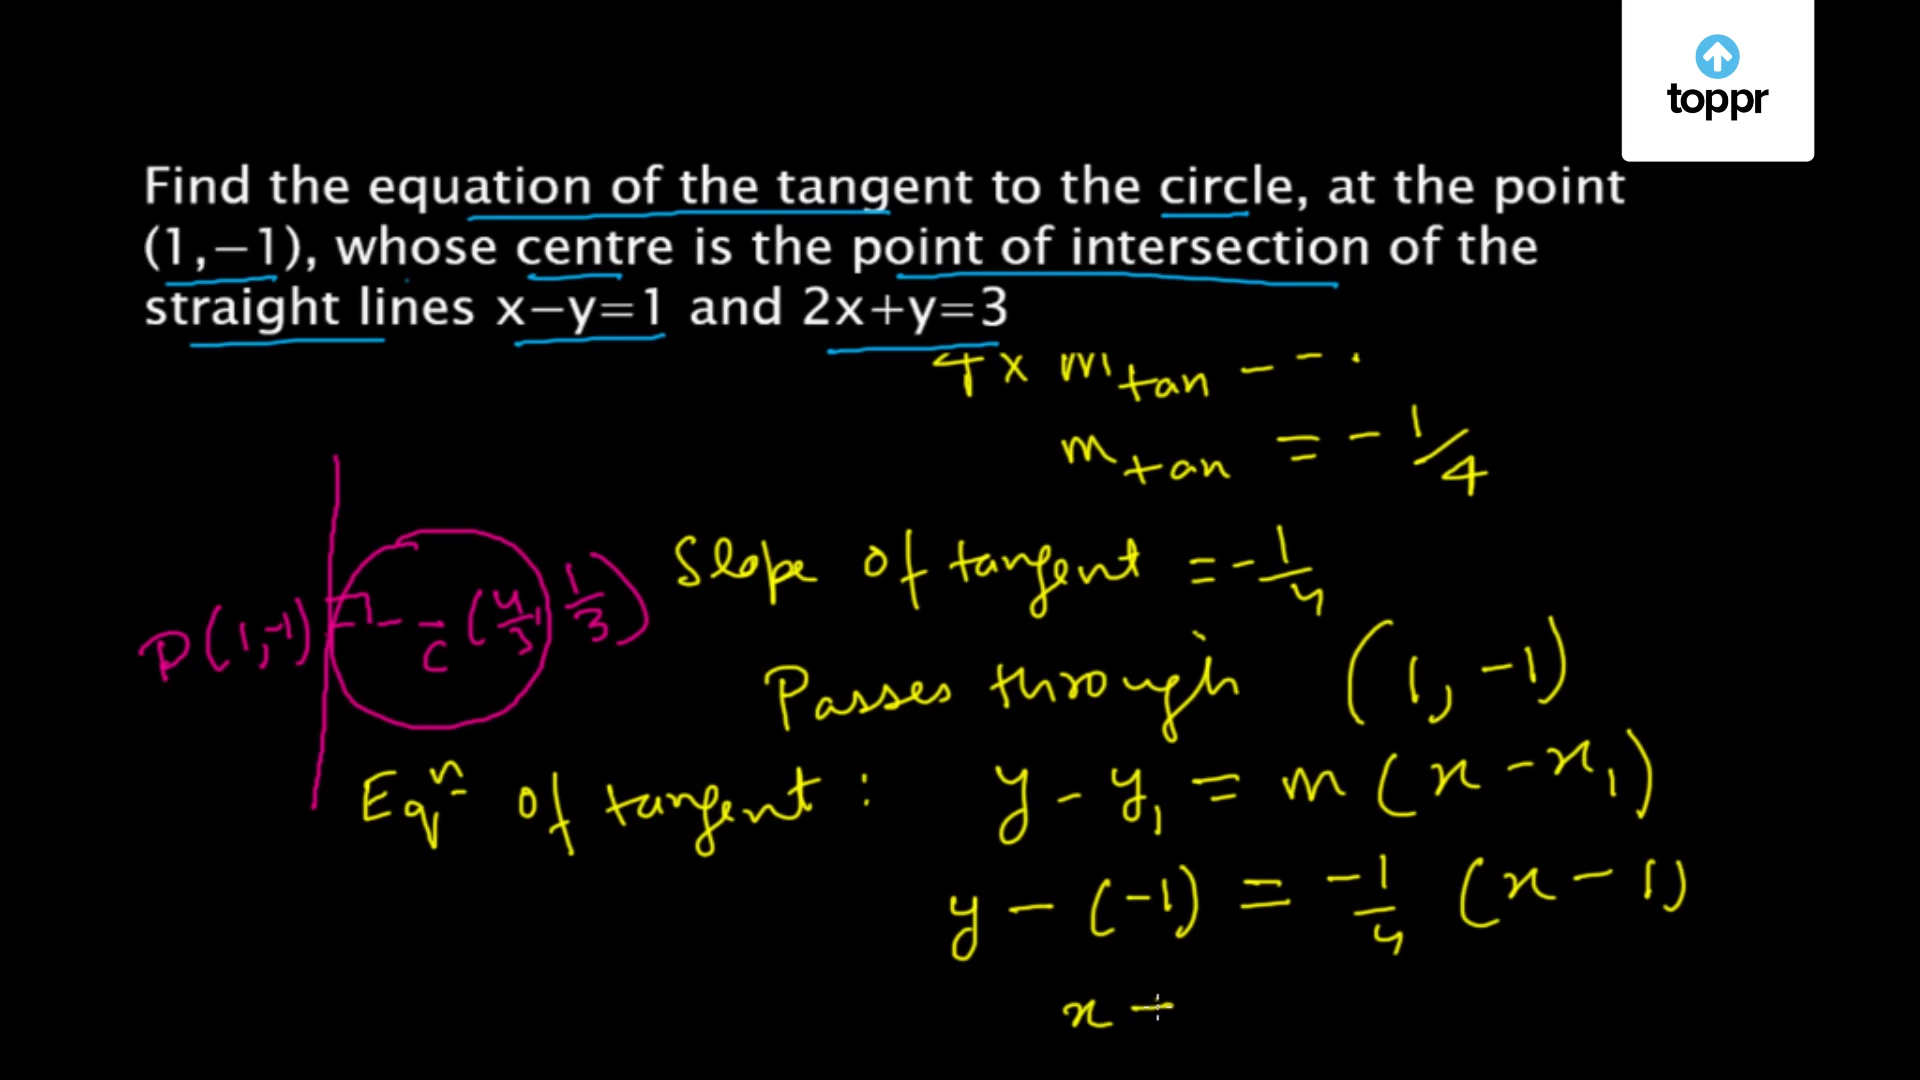 toppr
Find the equation of the tangent to the circle, at the point
(1,−1), whose centre is the point of intersection of the
straight lines x−y=1 and 2x+y=3
4 x m tan - - .
m tan = - 1/4
Slope of tangent = - 1/4
P(1,-1) C (4/3, 1/3)
Passes through (1, -1)
Eqn of tangent : y - y1 = m (x - x1)
y - (-1) = -1/4 (x - 1)
x -